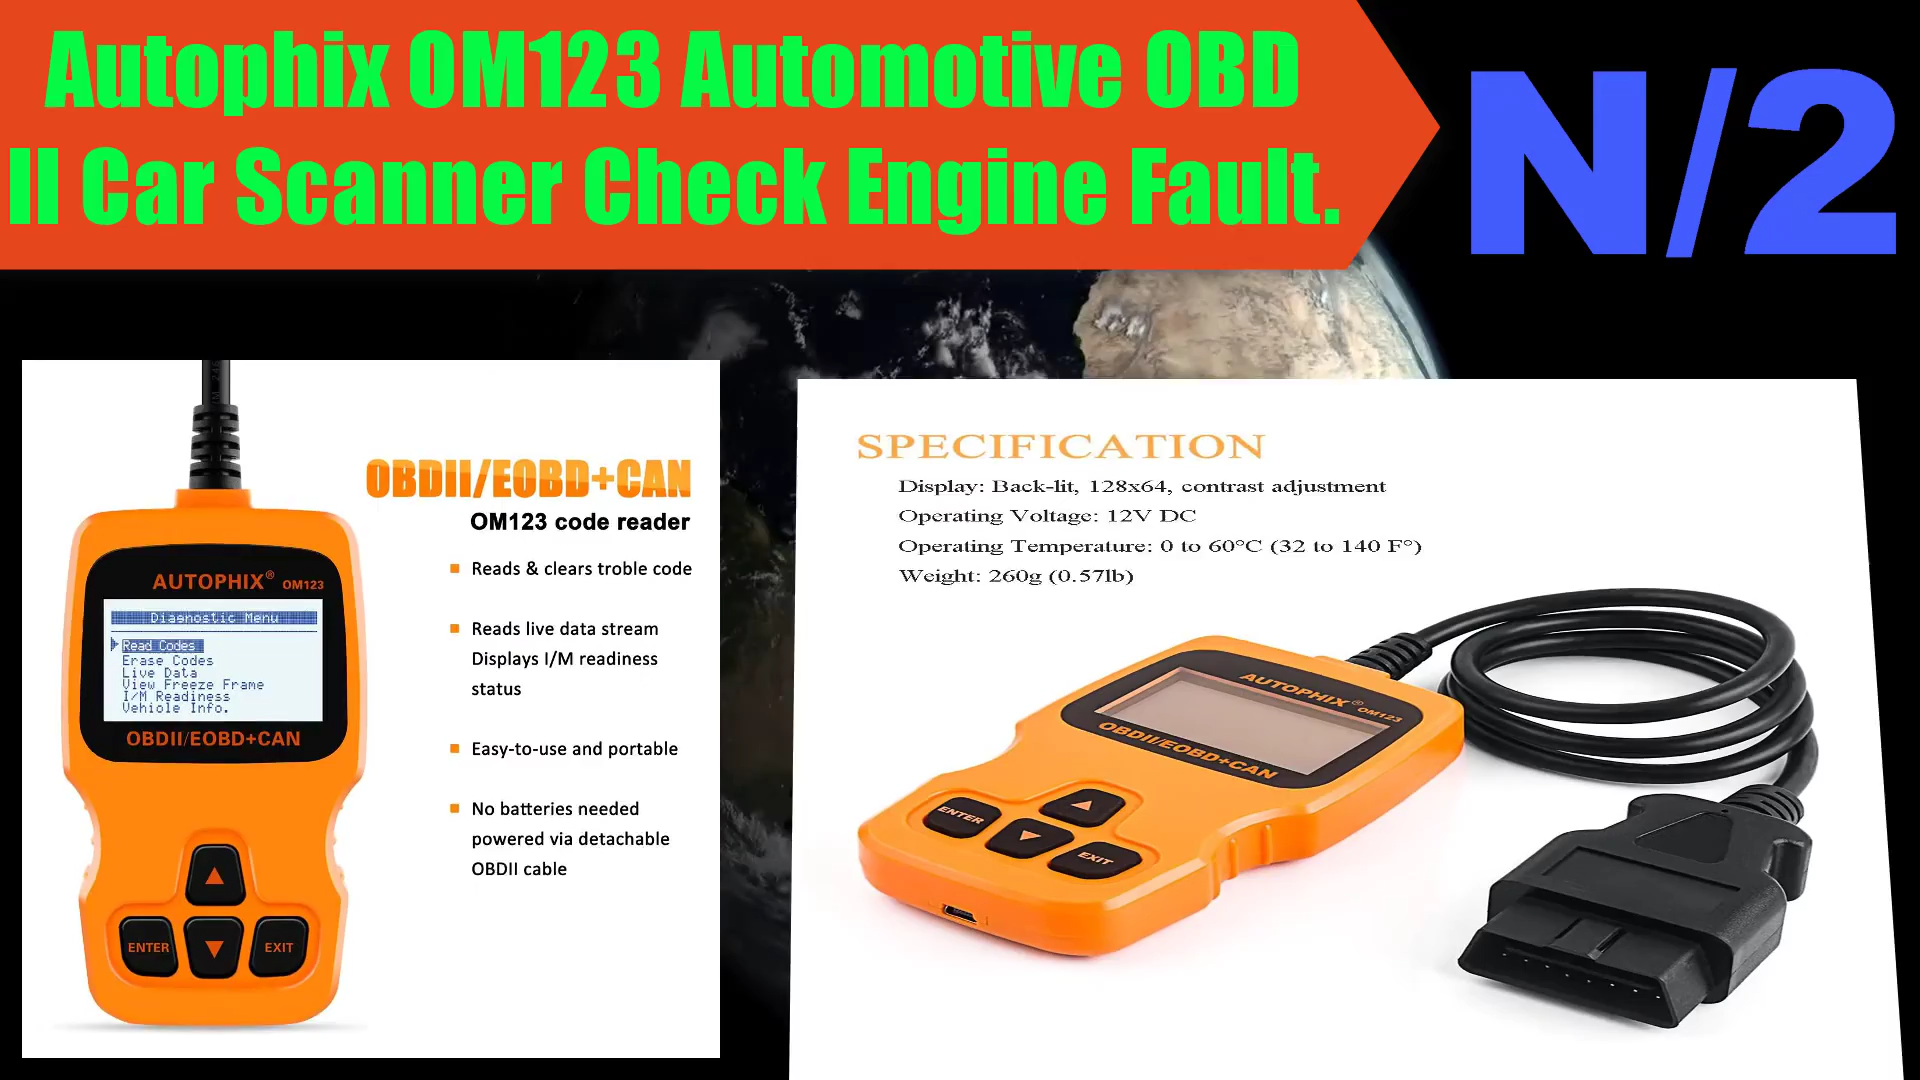 Autophix OM123 Automotive OBD
II Car Scanner Check Engine Fault.
N/2
OBDII/EOBD+CAN
OM123 code reader
Reads & clears troble code
Reads live data stream
Displays I/M readiness
status
Easy-to-use and portable
No batteries needed
powered via detachable
OBDII cable
AUTOPHIX® OM123
Diagnostic Menu
Read Codes
Erase Codes
Live Data
View Freeze Frame
I/M Readiness
Vehicle Info.
OBDII/EOBD+CAN
ENTER
EXIT
SPECIFICATION
Display: Back-lit, 128x64, contrast adjustment
Operating Voltage: 12V DC
Operating Temperature: 0 to 60°C (32 to 140 F°)
Weight: 260g (0.57lb)
AUTOPHIX® OM123
OBDII/EOBD+CAN
ENTER
EXIT